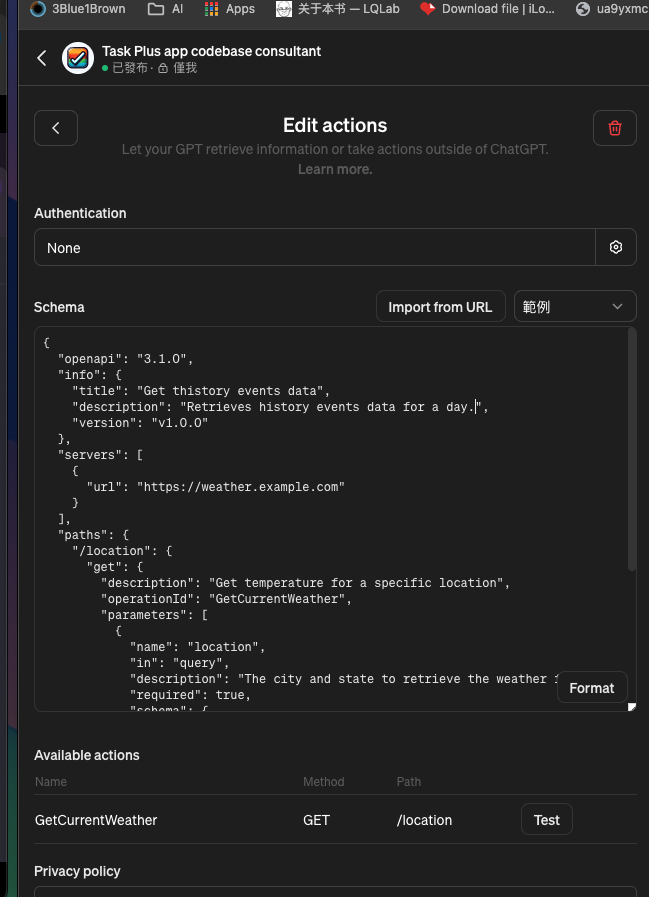 3Blue1Brown AI Apps 关于本书 — LQLab Download file | iLo... ua9yxmc
Task Plus app codebase consultant
已發布 · 僅我
Edit actions
Let your GPT retrieve information or take actions outside of ChatGPT.
Learn more.
Authentication
None
Schema Import from URL 範例
{
"openapi": "3.1.0",
"info": {
"title": "Get thistory events data",
"description": "Retrieves history events data for a day.",
"version": "v1.0.0"
},
"servers": [
{
"url": "https://weather.example.com"
}
],
"paths": {
"/location": {
"get": {
"description": "Get temperature for a specific location",
"operationId": "GetCurrentWeather",
"parameters": [
{
"name": "location",
"in": "query",
"description": "The city and state to retrieve the weather
"required": true,
"schema": {
Format
Available actions
Name Method Path
GetCurrentWeather GET /location Test
Privacy policy